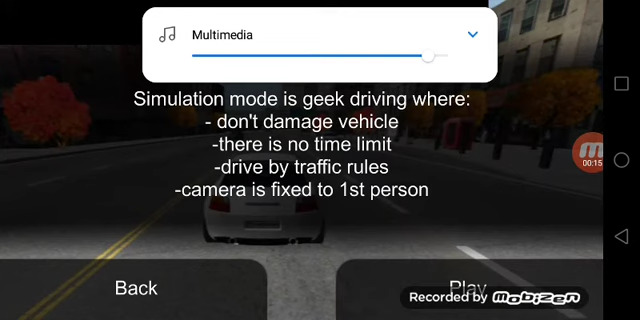 Multimedia
Simulation mode is geek driving where:
- don't damage vehicle
-there is no time limit
-drive by traffic rules
-camera is fixed to 1st person
00:15
Back
Play
Recorded by mobizen